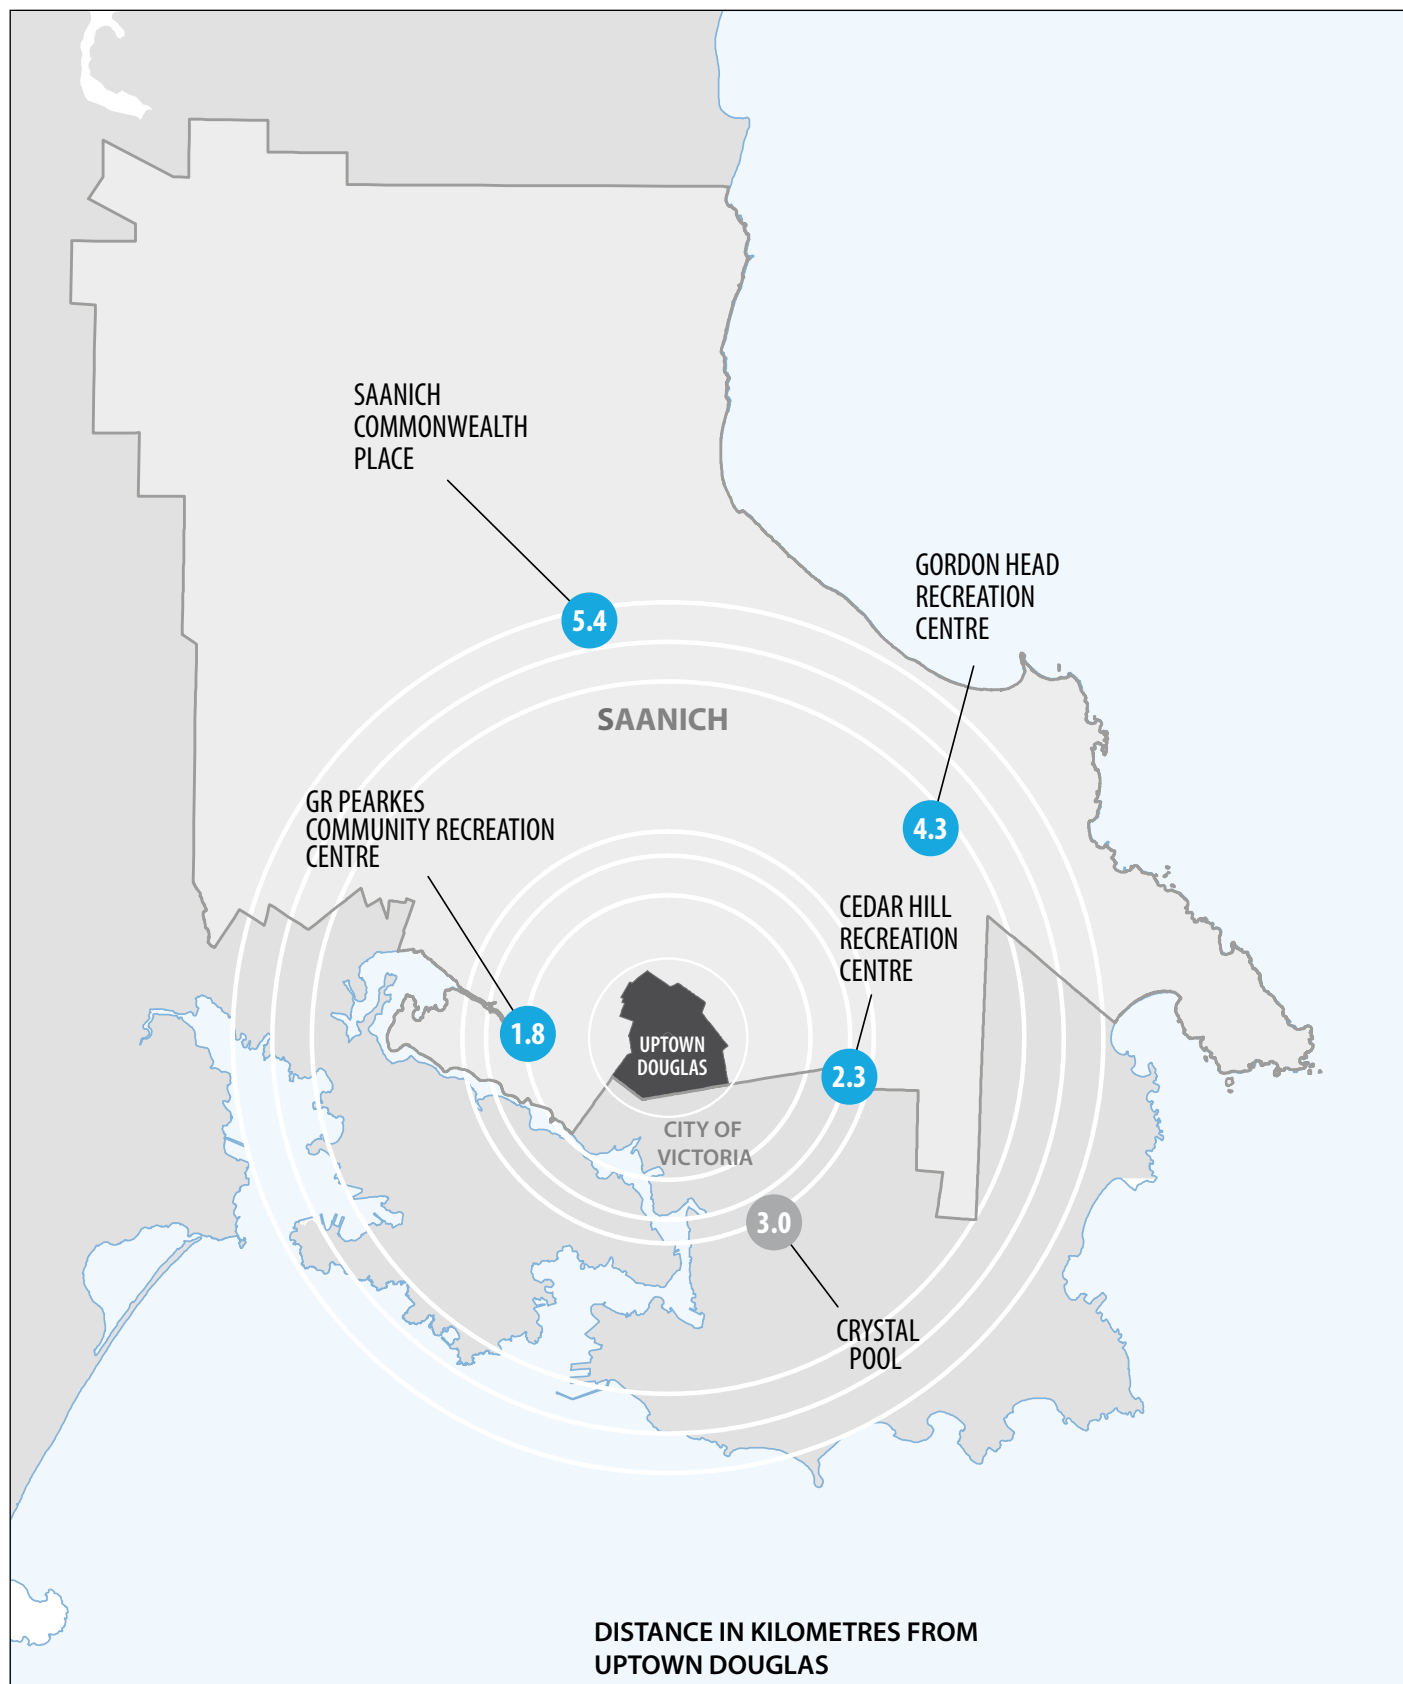 SAANICH
COMMONWEALTH
PLACE
5.4
GORDON HEAD
RECREATION
CENTRE
SAANICH
GR PEARKES
COMMUNITY RECREATION
CENTRE
4.3
CEDAR HILL
RECREATION
CENTRE
1.8
UPTOWN
DOUGLAS
2.3
CITY OF
VICTORIA
3.0
CRYSTAL
POOL
DISTANCE IN KILOMETRES FROM
UPTOWN DOUGLAS